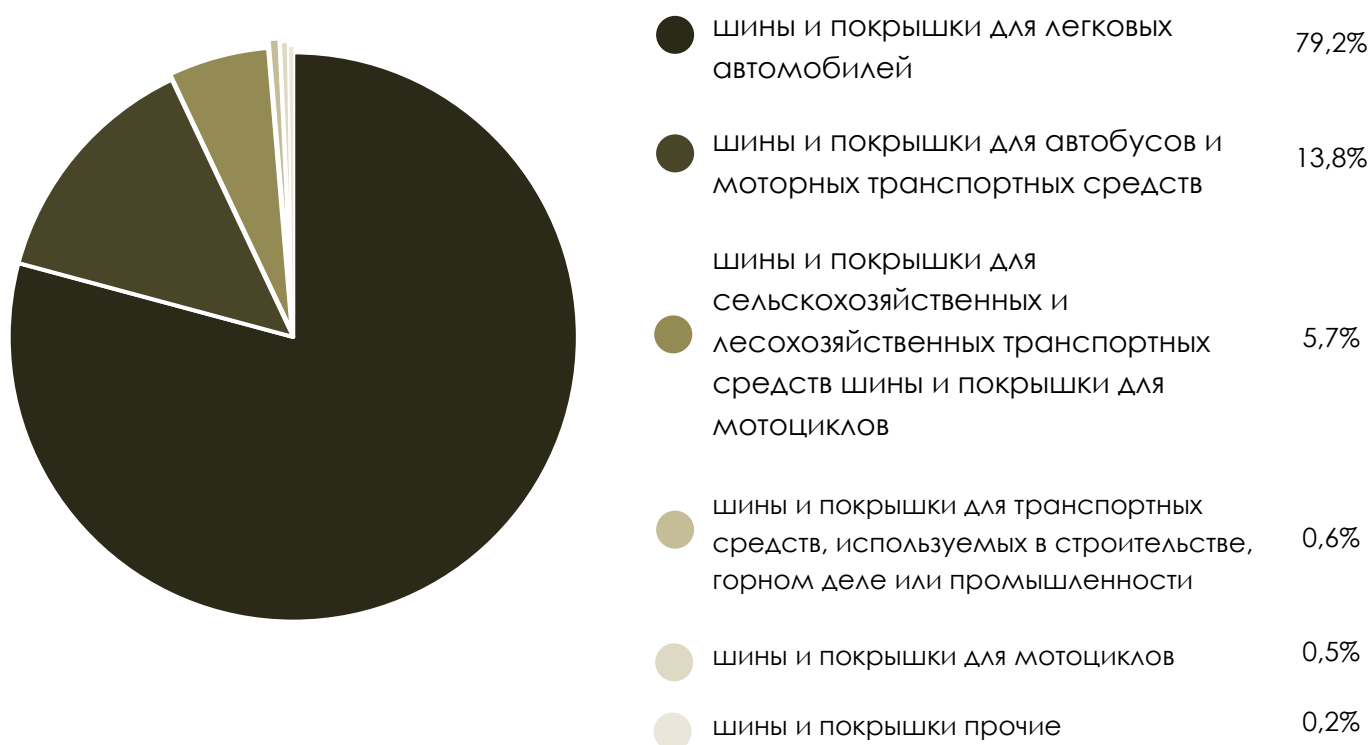 шины и покрышки для легковых
автомобилей
79,2%
шины и покрышки для автобусов и
моторных транспортных средств
13,8%
шины и покрышки для
сельскохозяйственных и
лесохозяйственных транспортных
средств шины и покрышки для
мотоциклов
5,7%
шины и покрышки для транспортных
средств, используемых в строительстве,
горном деле или промышленности
0,6%
шины и покрышки для мотоциклов
0,5%
шины и покрышки прочие
0,2%